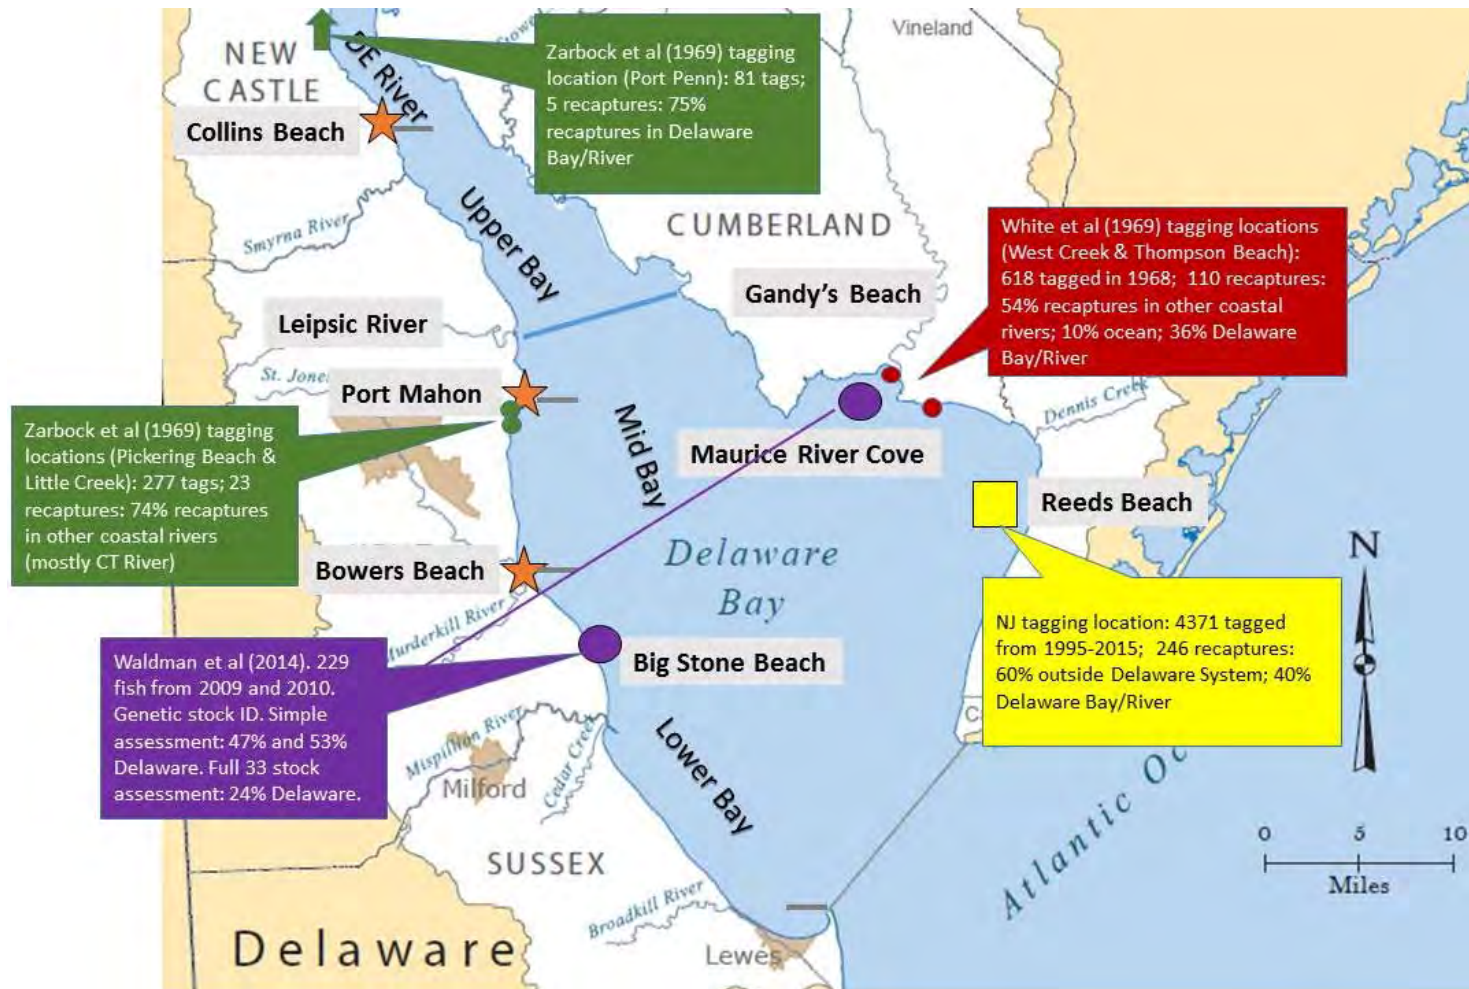 NEW
CASTLE
DE River
Stowe
Vineland
Zarbock et al (1969) tagging
location (Port Penn): 81 tags;
5 recaptures: 75%
recaptures in Delaware
Bay/River
Collins Beach
Smyrna River
Upper Bay
CUMBERLAND
White et al (1969) tagging locations
(West Creek & Thompson Beach):
618 tagged in 1968; 110 recaptures:
54% recaptures in other coastal
rivers; 10% ocean; 36% Delaware
Bay/River
Gandy's Beach
Leipsic River
St. Jone
Port Mahon
Dennis Creek
Mid Bay
Maurice River Cove
Zarbock et al (1969) tagging
locations (Pickering Beach &
Little Creek): 277 tags; 23
recaptures: 74% recaptures
in other coastal rivers
(mostly CT River)
Reeds Beach
Bowers Beach
Delaware
Bay
N
Murderkill River
NJ tagging location: 4371 tagged
from 1995-2015; 246 recaptures:
60% outside Delaware System; 40%
Delaware Bay/River
Big Stone Beach
Waldman et al (2014). 229
fish from 2009 and 2010.
Genetic stock ID. Simple
assessment: 47% and 53%
Delaware. Full 33 stock
assessment: 24% Delaware.
Mispillion River
Milford
Cedar Creek
Lower Bay
C
Atlantic Oc
0 5 10
Miles
SUSSEX
Broadkill River
Delaware
Lewes